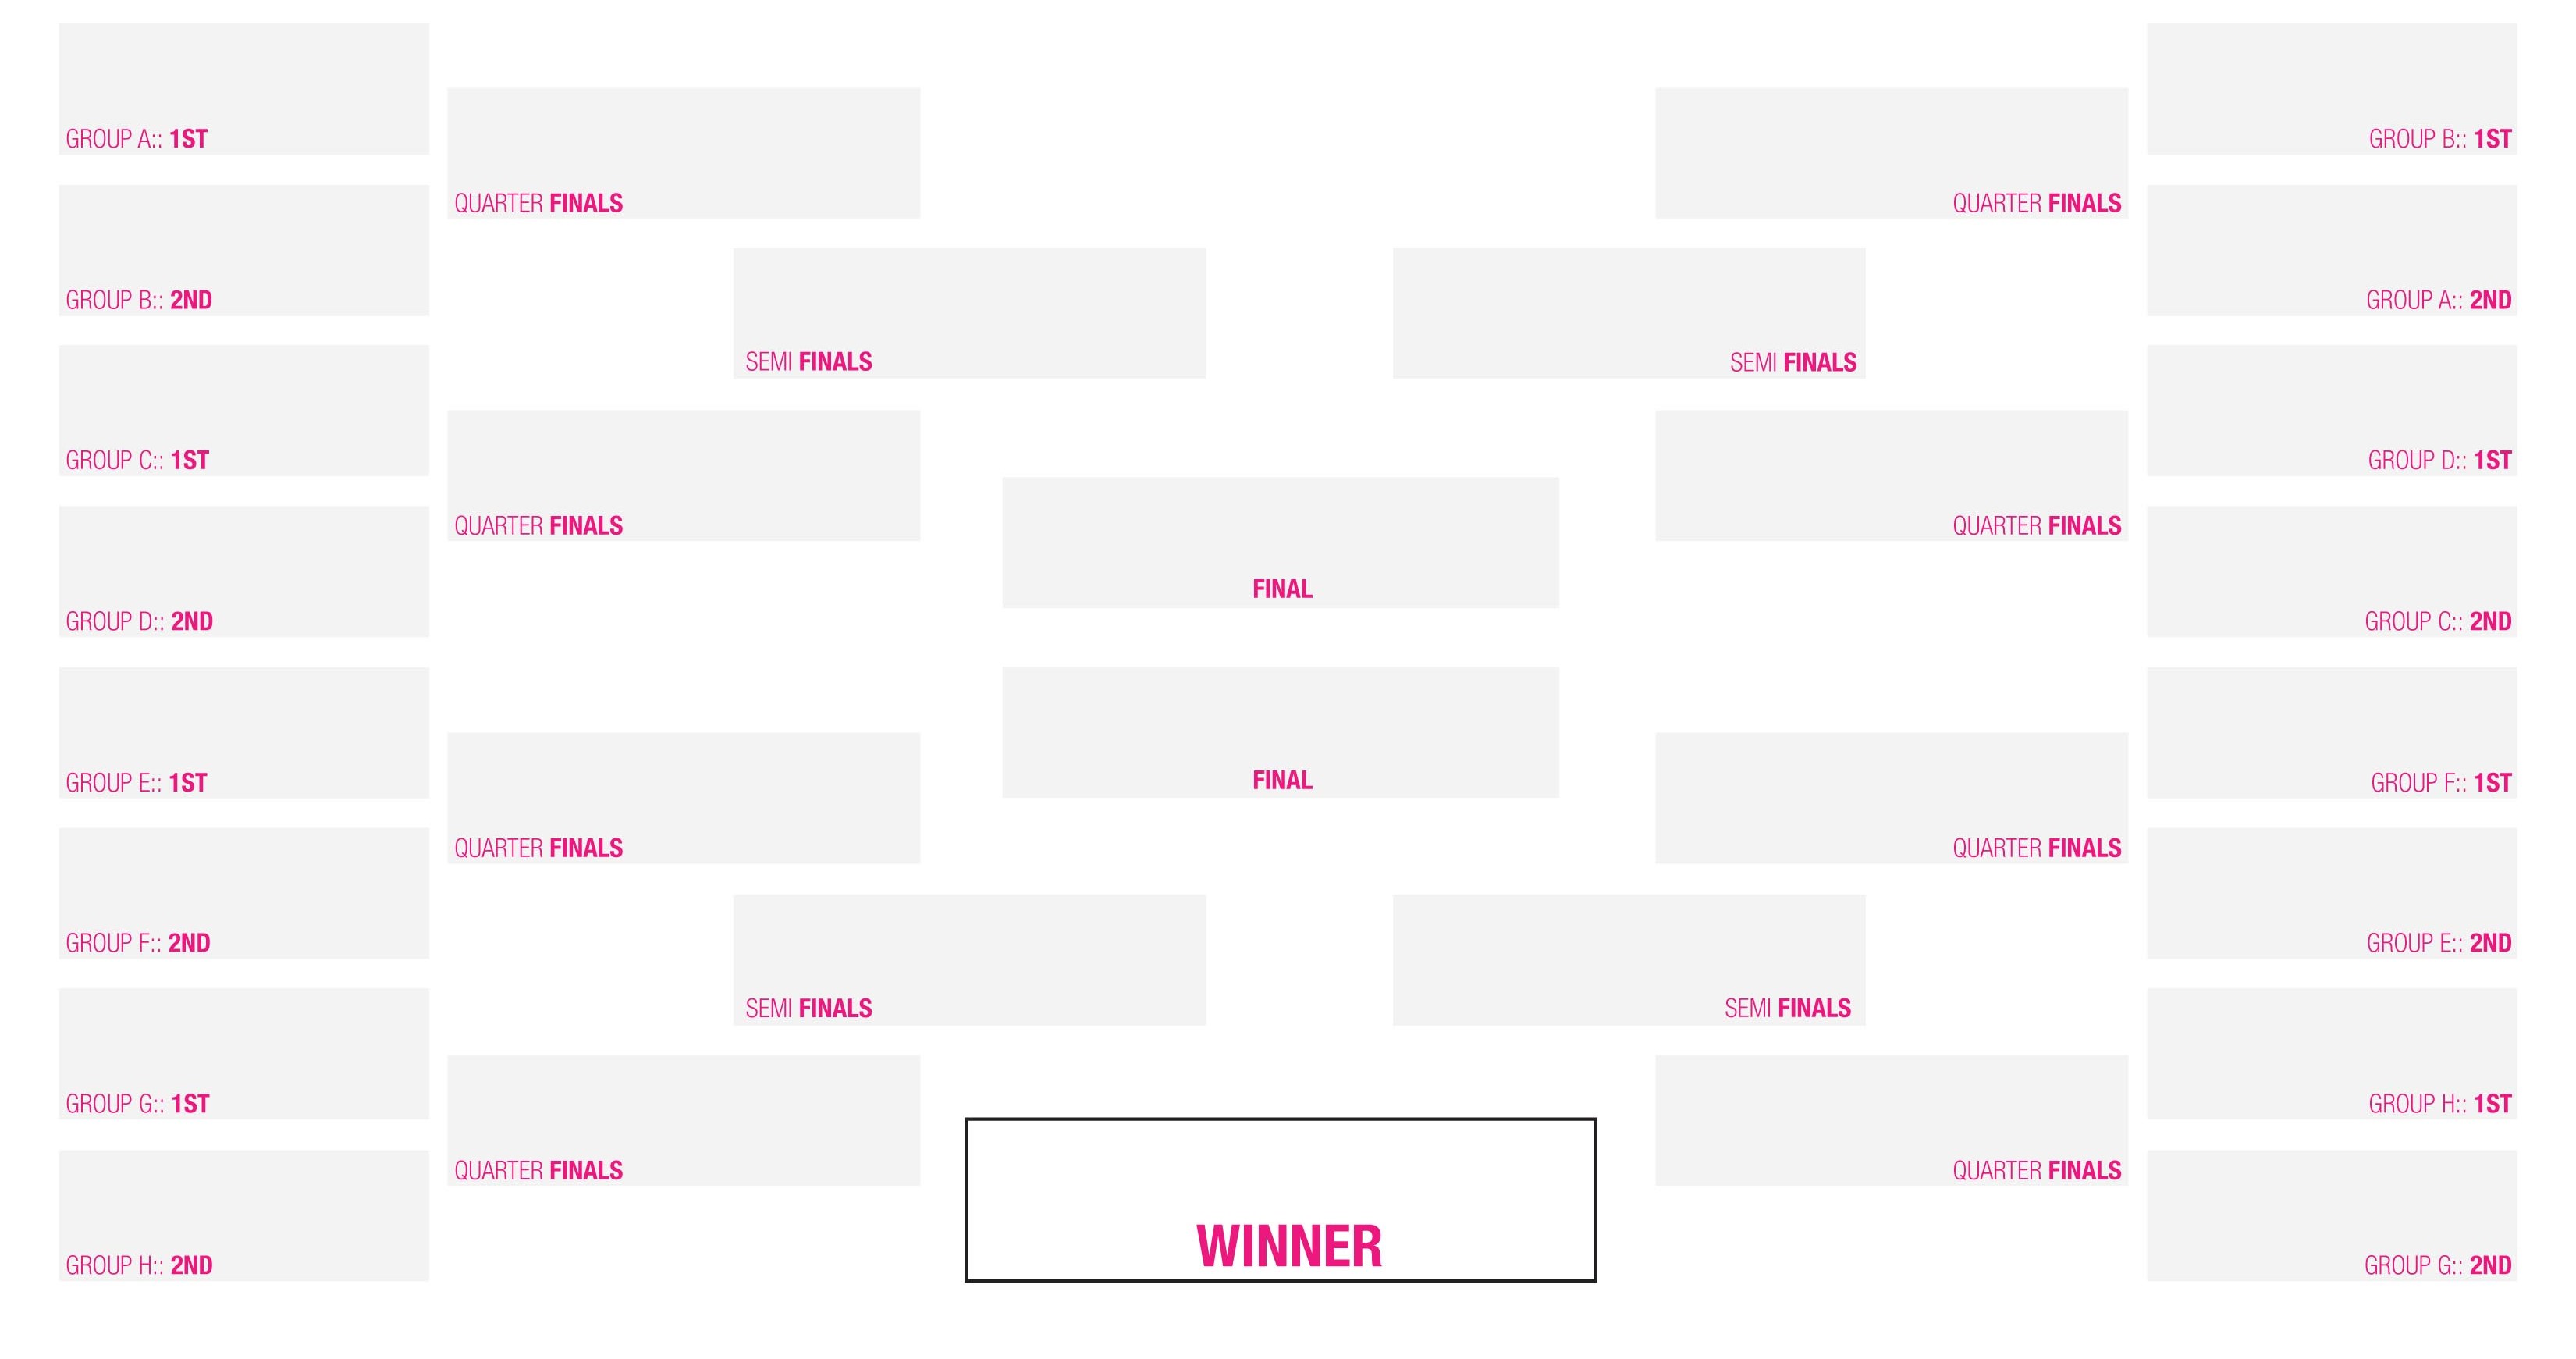 GROUP A:: 1ST
GROUP B:: 2ND
GROUP C:: 1ST
GROUP D:: 2ND
GROUP E:: 1ST
GROUP F:: 2ND
GROUP G:: 1ST
GROUP H:: 2ND
QUARTER FINALS
QUARTER FINALS
QUARTER FINALS
QUARTER FINALS
SEMI FINALS
SEMI FINALS
FINAL
FINAL
WINNER
SEMI FINALS
SEMI FINALS
QUARTER FINALS
QUARTER FINALS
QUARTER FINALS
QUARTER FINALS
GROUP B:: 1ST
GROUP A:: 2ND
GROUP D:: 1ST
GROUP C:: 2ND
GROUP F:: 1ST
GROUP E:: 2ND
GROUP H:: 1ST
GROUP G:: 2ND